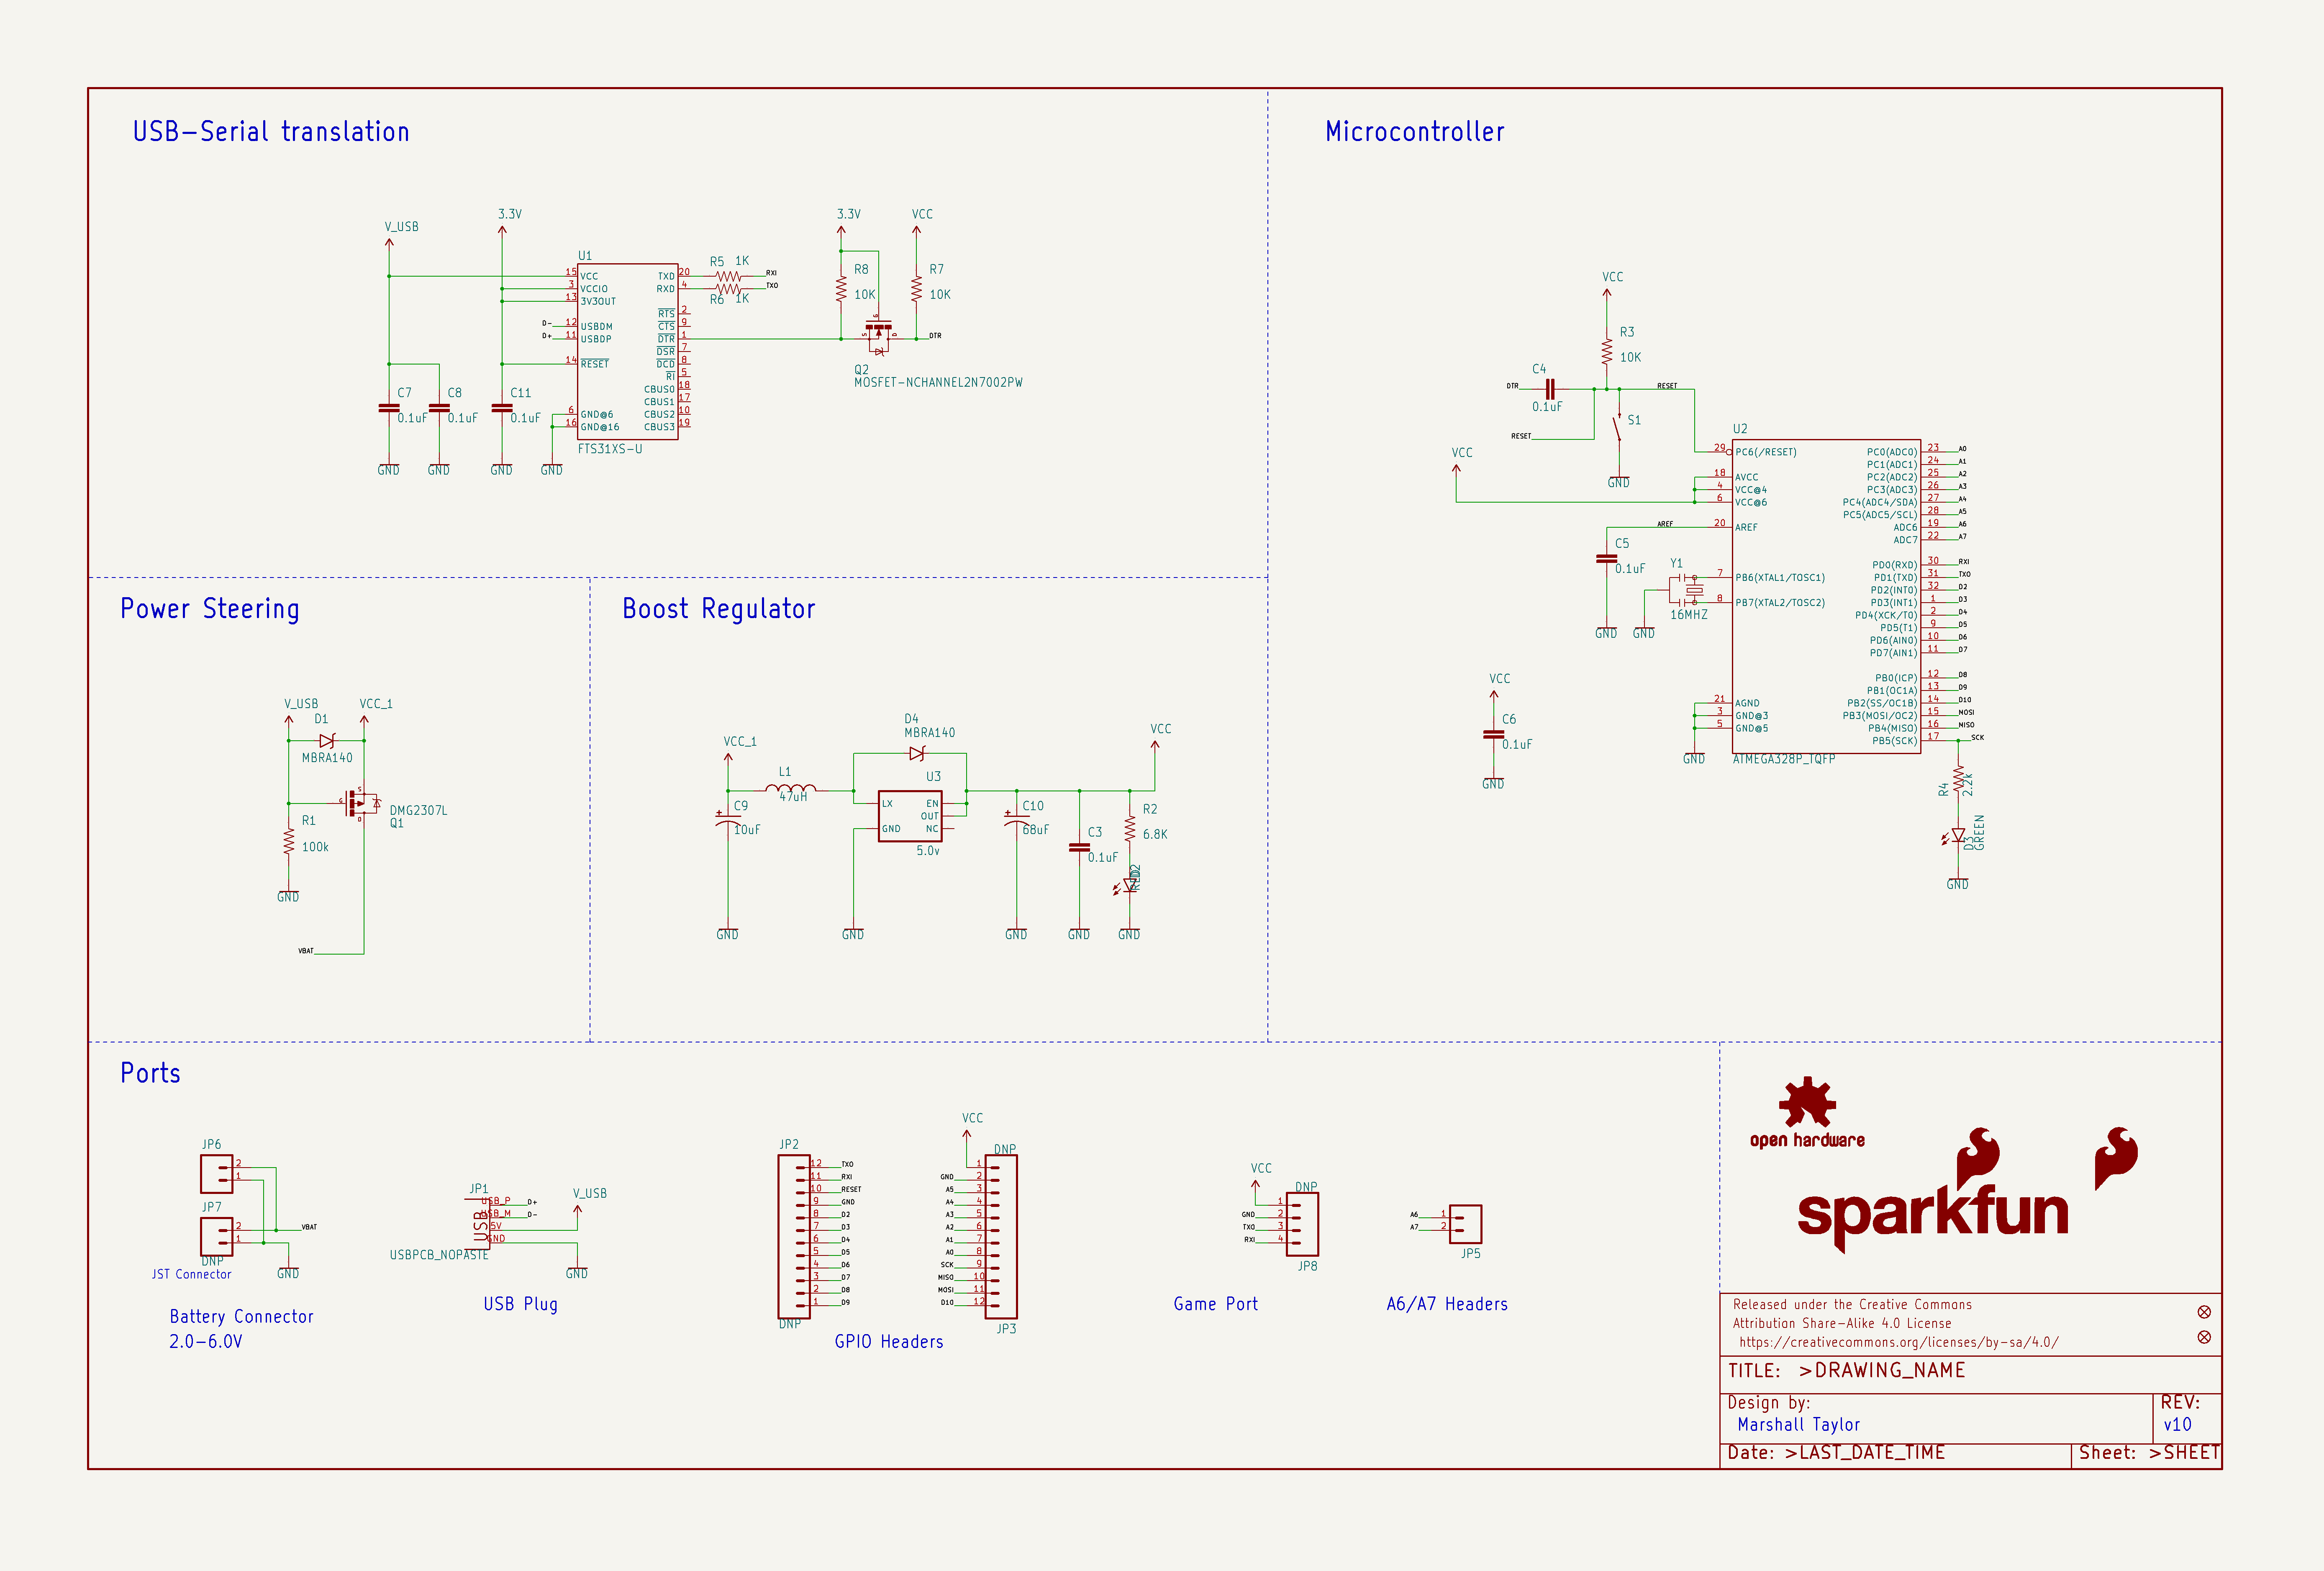 USB-Serial translation
V_USB
3.3V
U1
15 VCC
3 VCCIO
13 3V3OUT
D- 12 USBDM
D+ 11 USBDP
14 RESET
6 GND@6
16 GND@16
FTS31XS-U
TXD 20
RXD 4
RTS 2
CTS 9
DTR 1
DSR 7
DCD 8
RI 5
CBUS0 18
CBUS1 17
CBUS2 10
CBUS3 19
R5 1K RXI
R6 1K TXO
3.3V
VCC
R8
10K
R7
10K
G
S
D
DTR
Q2
MOSFET-NCHANNEL2N7002PW
C7
0.1uF
C8
0.1uF
C11
0.1uF
GND
GND
GND
GND
Microcontroller
VCC
R3
10K
C4
DTR
0.1uF
RESET
RESET
S1
GND
VCC
AREF
C5
0.1uF
GND
Y1
16MHZ
GND
VCC
C6
0.1uF
GND
U2
29 PC6(/RESET)
18 AVCC
4 VCC@4
6 VCC@6
20 AREF
7 PB6(XTAL1/TOSC1)
8 PB7(XTAL2/TOSC2)
21 AGND
3 GND@3
5 GND@5
GND
ATMEGA328P_TQFP
PC0(ADC0) 23 A0
PC1(ADC1) 24 A1
PC2(ADC2) 25 A2
PC3(ADC3) 26 A3
PC4(ADC4/SDA) 27 A4
PC5(ADC5/SCL) 28 A5
ADC6 19 A6
ADC7 22 A7
PD0(RXD) 30 RXI
PD1(TXD) 31 TXO
PD2(INT0) 32 D2
PD3(INT1) 1 D3
PD4(XCK/T0) 2 D4
PD5(T1) 9 D5
PD6(AIN0) 10 D6
PD7(AIN1) 11 D7
PB0(ICP) 12 D8
PB1(OC1A) 13 D9
PB2(SS/OC1B) 14 D10
PB3(MOSI/OC2) 15 MOSI
PB4(MISO) 16 MISO
PB5(SCK) 17 SCK
R4
2.2k
D3
GREEN
GND
Power Steering
V_USB
VCC_1
D1
MBRA140
G
S
D
DMG2307L
Q1
R1
100k
GND
VBAT
Boost Regulator
VCC_1
L1
47uH
D4
MBRA140
U3
LX
GND
EN
OUT
NC
5.0v
VCC
C9
10uF
C10
68uF
C3
0.1uF
R2
6.8K
GND
GND
GND
GND
GND
Ports
JP6
2
1
JP7
2
1
DNP
VBAT
GND
JST Connector
Battery Connector
2.0-6.0V
JP1
USB
USB_P D+
USB_M D-
5V
GND
V_USB
GND
USBPCB_NOPASTE
USB Plug
JP2
12 TXO
11 RXI
10 RESET
9 GND
8 D2
7 D3
6 D4
5 D5
4 D6
3 D7
2 D8
1 D9
DNP
VCC
DNP
1
GND 2
A5 3
A4 4
A3 5
A2 6
A1 7
A0 8
SCK 9
MISO 10
MOSI 11
D10 12
JP3
GPIO Headers
VCC
DNP
1
GND 2
TXO 3
RXI 4
JP8
Game Port
A6 1
A7 2
JP5
A6/A7 Headers
open hardware
sparkfun
Released under the Creative Commons
Attribution Share-Alike 4.0 License
https://creativecommons.org/licenses/by-sa/4.0/
TITLE: >DRAWING_NAME
Design by:
Marshall Taylor
REV:
v10
Date: >LAST_DATE_TIME
Sheet: >SHEET